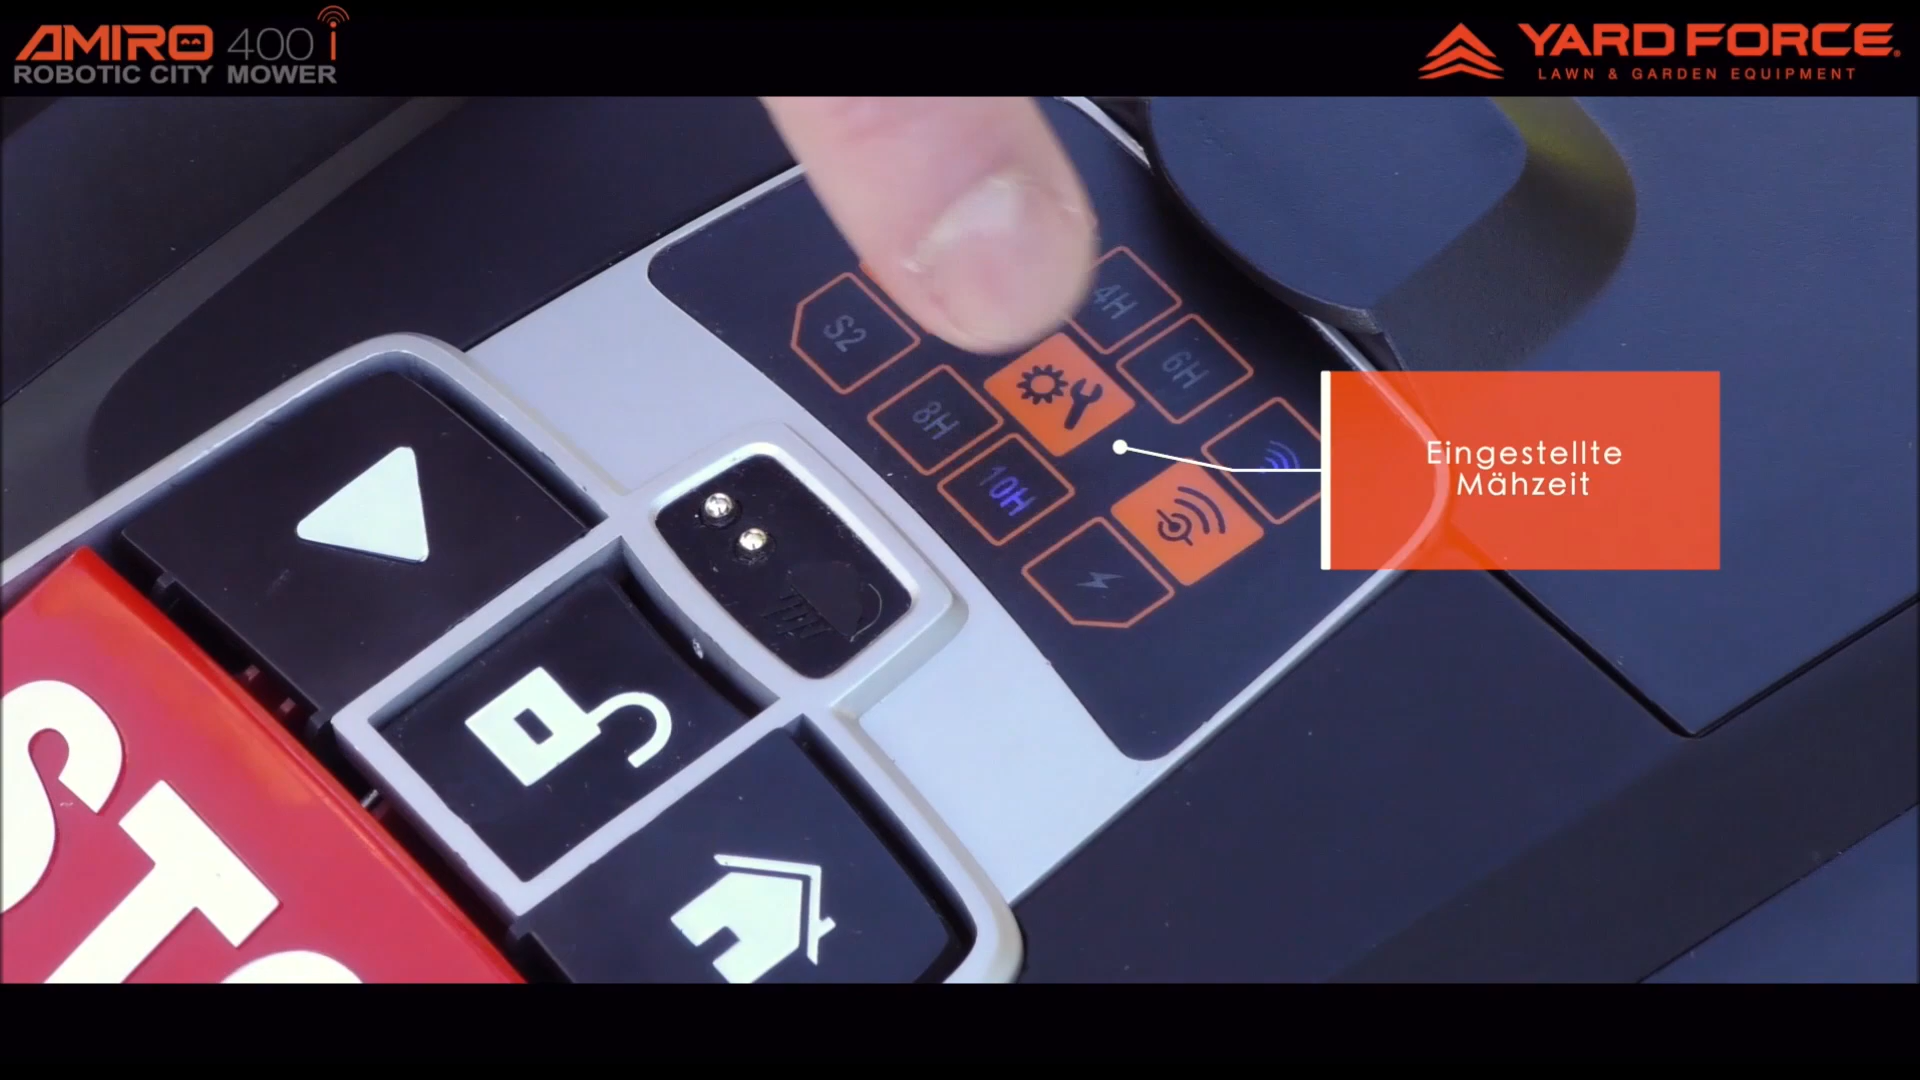 AMIRO 400 i
ROBOTIC CITY MOWER
YARD FORCE®
LAWN & GARDEN EQUIPMENT
S2
4H
6H
8H
10H
Eingestellte
Mähzeit